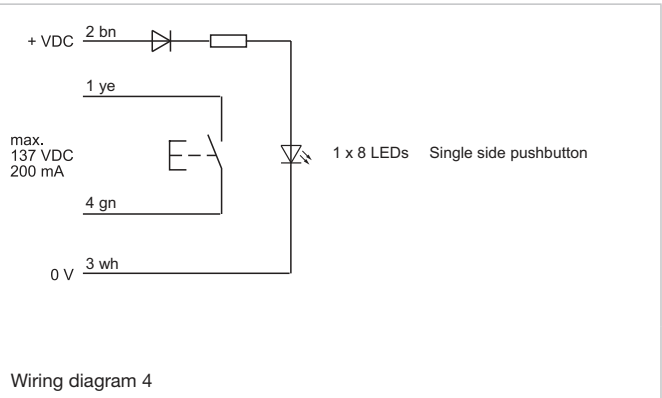 + VDC 2 bn
1 ye
max.
137 VDC
200 mA
1 x 8 LEDs Single side pushbutton
4 gn
0 V 3 wh
Wiring diagram 4